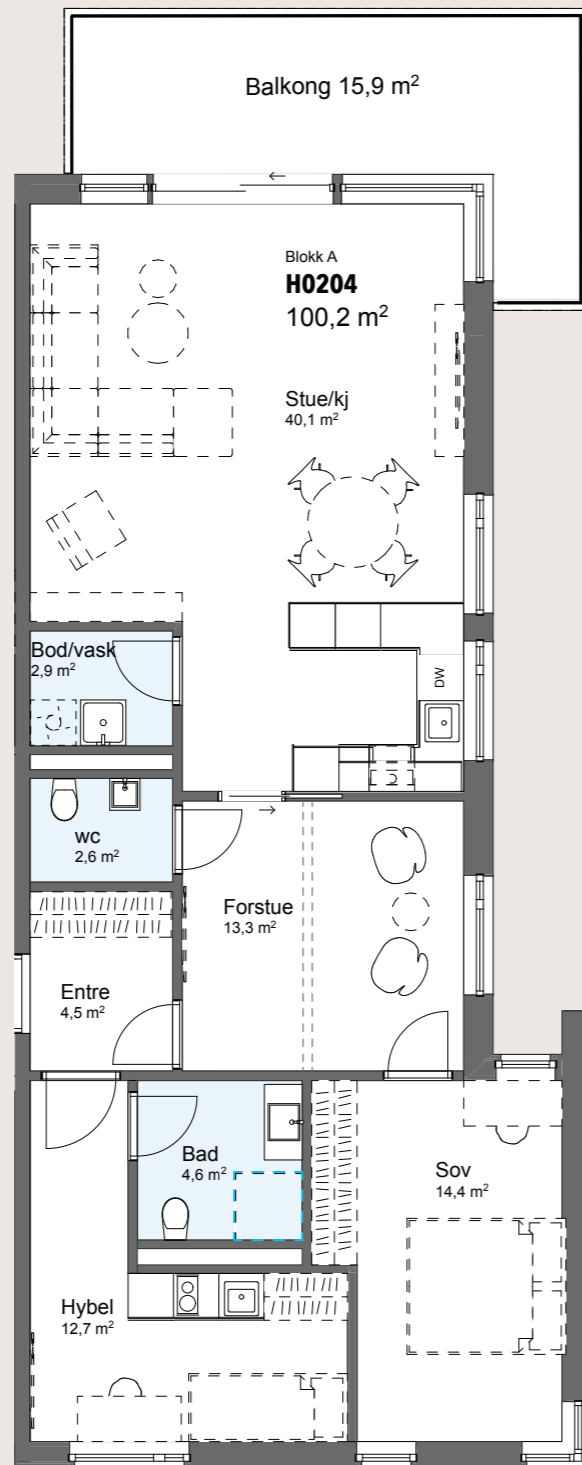 Balkong 15,9 m²
Blokk A
H0204
100,2 m²
Stue/kj
40,1 m²
Bod/vask
2,9 m²
DW
wc
2,6 m²
Forstue
13,3 m²
Entre
4,5 m²
Bad
4,6 m²
Sov
14,4 m²
Hybel
12,7 m²